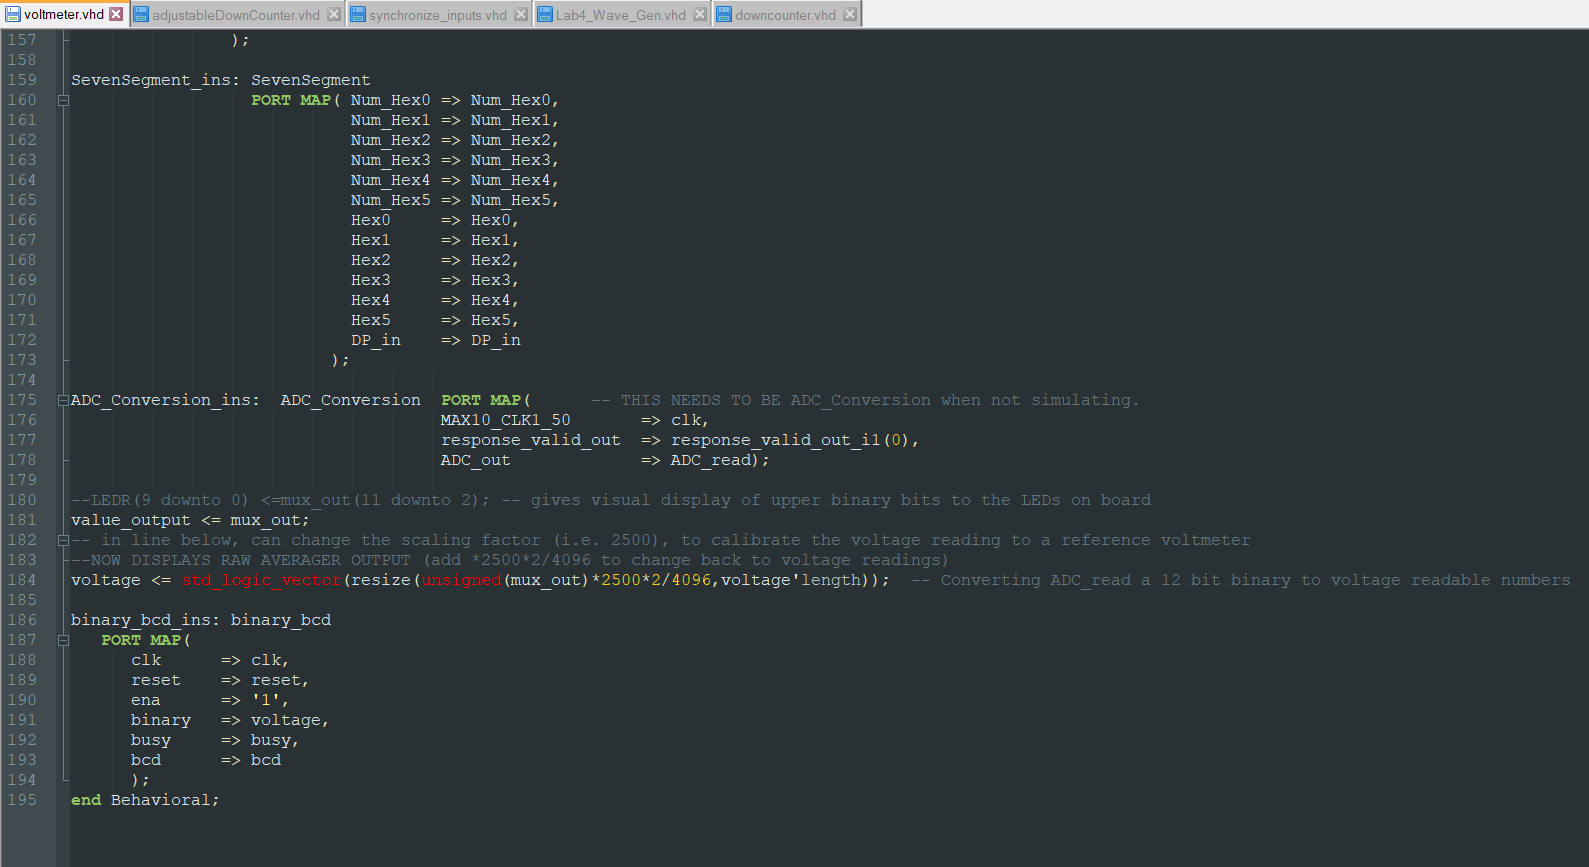 voltmeter.vhd adjustableDownCounter.vhd synchronize_inputs.vhd Lab4_Wave_Gen.vhd downcounter.vhd
157 );
158
159 SevenSegment_ins: SevenSegment
160 PORT MAP( Num_Hex0 => Num_Hex0,
161 Num_Hex1 => Num_Hex1,
162 Num_Hex2 => Num_Hex2,
163 Num_Hex3 => Num_Hex3,
164 Num_Hex4 => Num_Hex4,
165 Num_Hex5 => Num_Hex5,
166 Hex0 => Hex0,
167 Hex1 => Hex1,
168 Hex2 => Hex2,
169 Hex3 => Hex3,
170 Hex4 => Hex4,
171 Hex5 => Hex5,
172 DP_in => DP_in
173 );
174
175 ADC_Conversion_ins: ADC_Conversion PORT MAP( -- THIS NEEDS TO BE ADC_Conversion when not simulating.
176 MAX10_CLK1_50 => clk,
177 response_valid_out => response_valid_out_i1(0),
178 ADC_out => ADC_read);
179
180 --LEDR(9 downto 0) <=mux_out(11 downto 2); -- gives visual display of upper binary bits to the LEDs on board
181 value_output <= mux_out;
182 -- in line below, can change the scaling factor (i.e. 2500), to calibrate the voltage reading to a reference voltmeter
183 --NOW DISPLAYS RAW AVERAGER OUTPUT (add *2500*2/4096 to change back to voltage readings)
184 voltage <= std_logic_vector(resize(unsigned(mux_out)*2500*2/4096,voltage'length)); -- Converting ADC_read a 12 bit binary to voltage readable numbers
185
186 binary_bcd_ins: binary_bcd
187 PORT MAP(
188 clk => clk,
189 reset => reset,
190 ena => '1',
191 binary => voltage,
192 busy => busy,
193 bcd => bcd
194 );
195 end Behavioral;